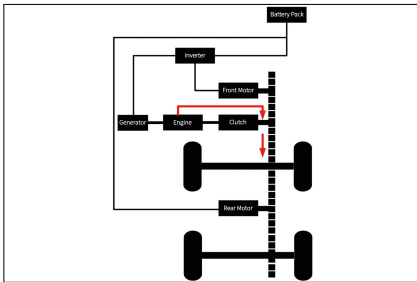 Battery Pack
Inverter
Front Motor
Generator
Engine
Clutch
Rear Motor